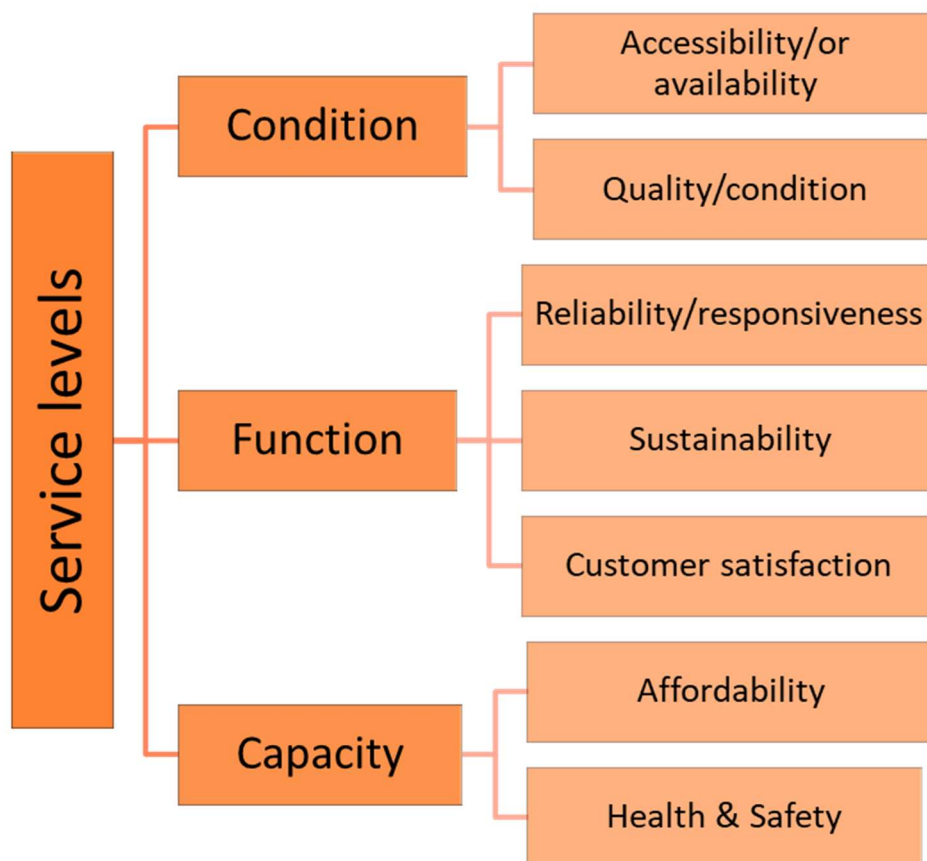 Service levels
Condition
Accessibility/or
availability
Quality/condition
Function
Reliability/responsiveness
Sustainability
Customer satisfaction
Capacity
Affordability
Health & Safety